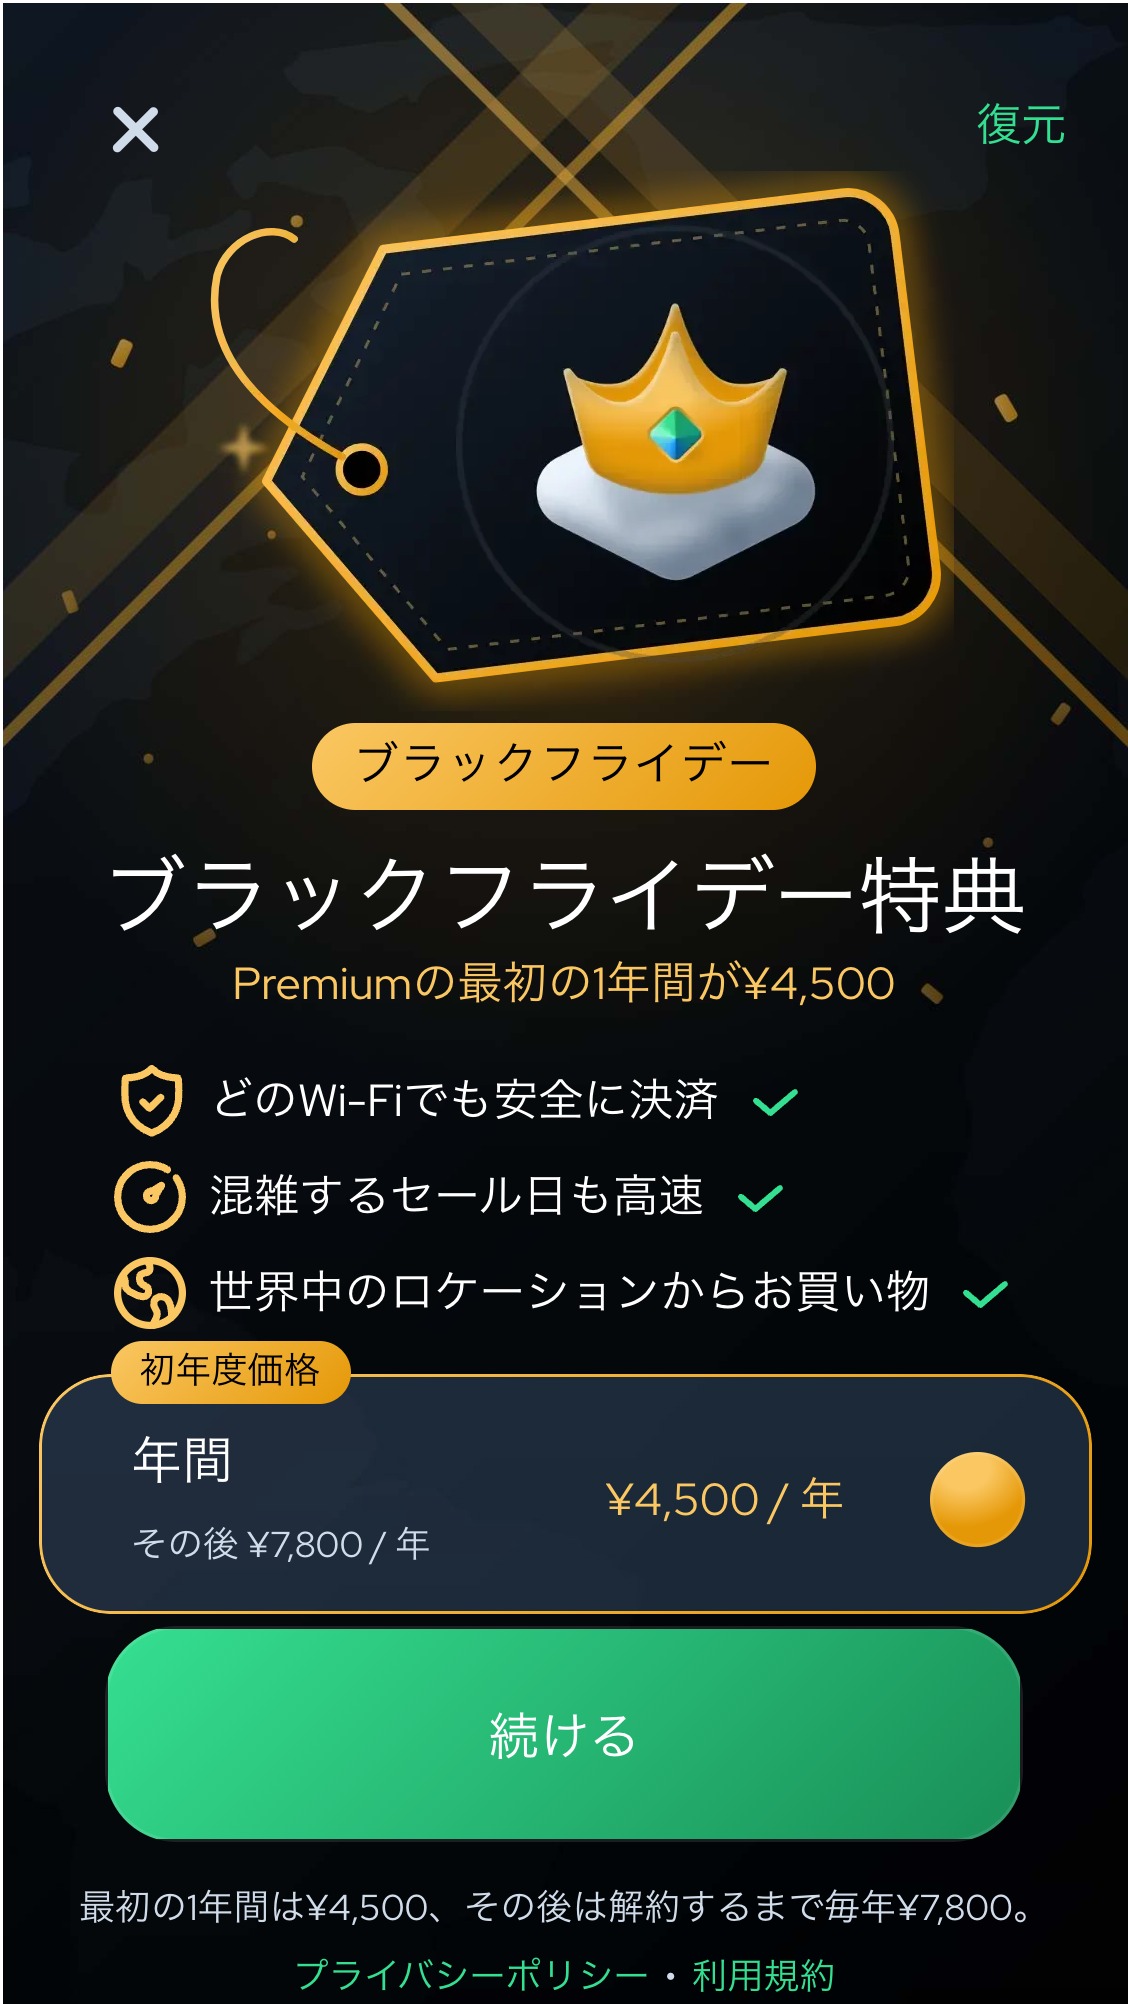 復元
ブラックフライデー
ブラックフライデー特典
Premiumの最初の1年間が¥4,500
どのWi-Fiでも安全に決済
混雑するセール日も高速
世界中のロケーションからお買い物
初年度価格
年間
¥4,500 / 年
その後 ¥7,800 / 年
続ける
最初の1年間は¥4,500、その後は解約するまで毎年¥7,800。
プライバシーポリシー・利用規約